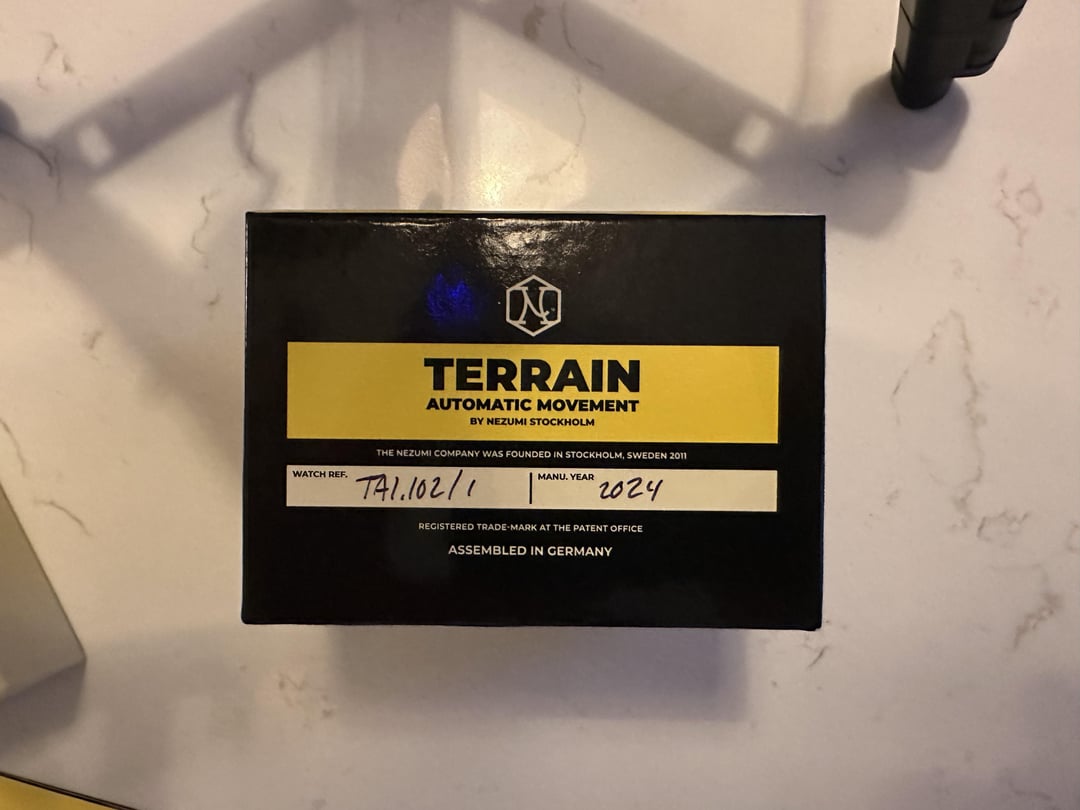 N
TERRAIN
AUTOMATIC MOVEMENT
BY NEZUMI STOCKHOLM
THE NEZUMI COMPANY WAS FOUNDED IN STOCKHOLM, SWEDEN 2011
WATCH REF. TA1.102/1 | MANU. YEAR 2024
REGISTERED TRADE-MARK AT THE PATENT OFFICE
ASSEMBLED IN GERMANY